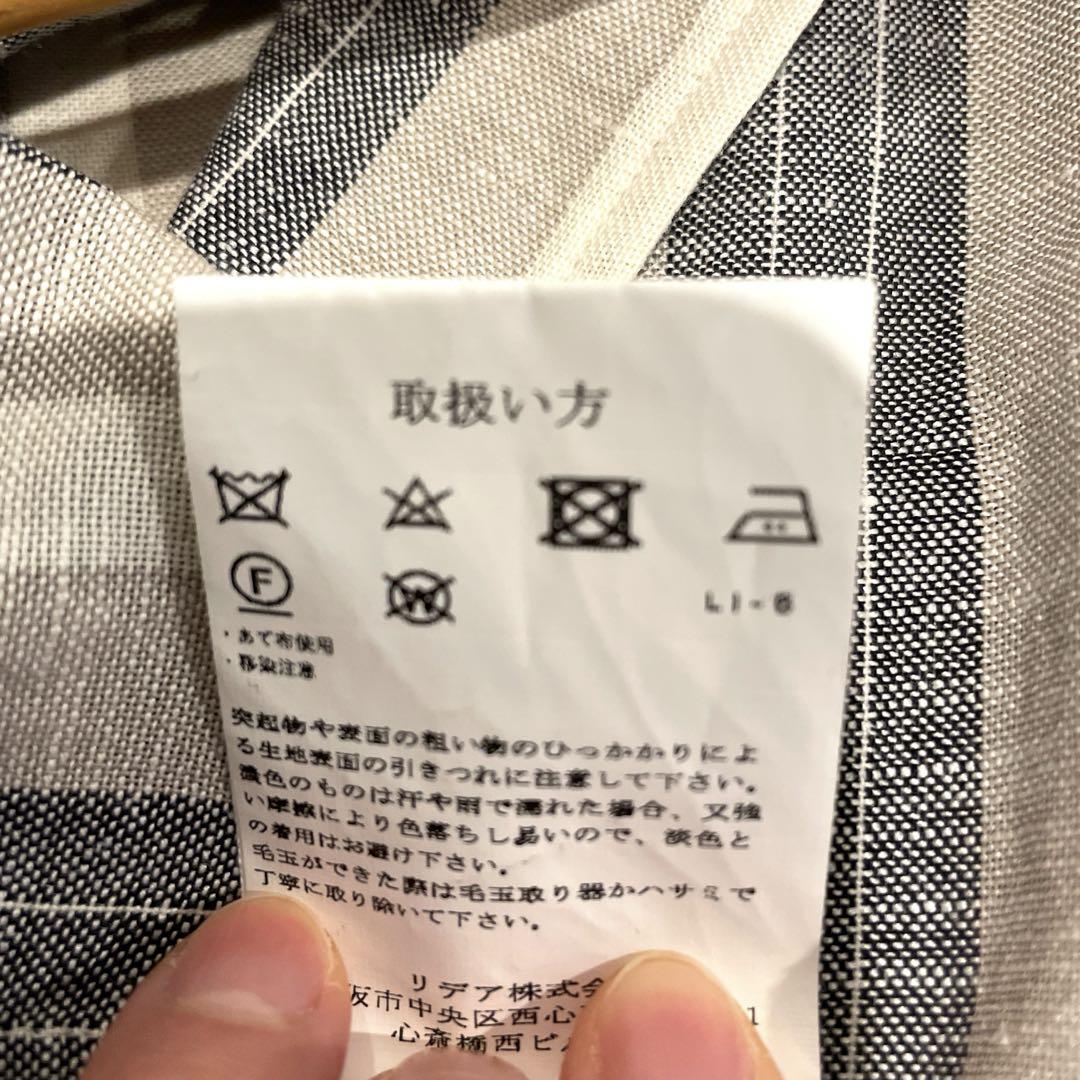 取扱い方
F W LI-6
・あて布使用
・移染注意
突起物や表面の粗い物のひっかかりによ
る生地表面の引きつれに注意して下さい。
濃色のものは汗や雨で濡れた場合、又強
い摩擦により色落ちし易いので、淡色と
の着用はお避け下さい。
毛玉ができた際は毛玉取り器かハサミで
丁寧に取り除いて下さい。
リデア株式会
阪市中央区西心 1
心斎橋西ビル